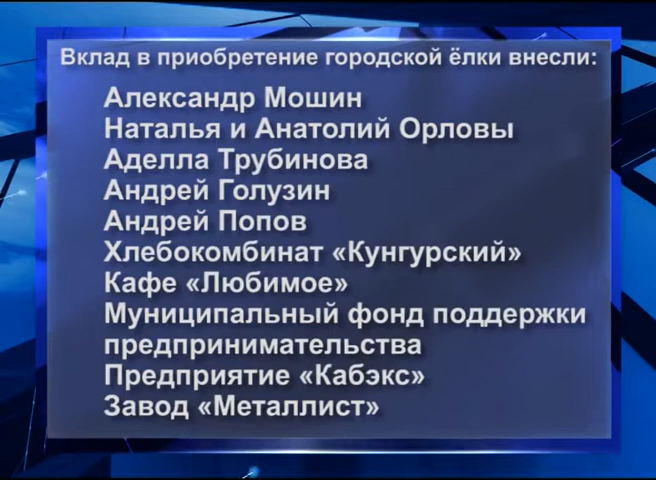 Вклад в приобретение городской ёлки внесли:
Александр Мошин
Наталья и Анатолий Орловы
Аделла Трубинова
Андрей Голузин
Андрей Попов
Хлебокомбинат «Кунгурский»
Кафе «Любимое»
Муниципальный фонд поддержки
предпринимательства
Предприятие «Кабэкс»
Завод «Металлист»